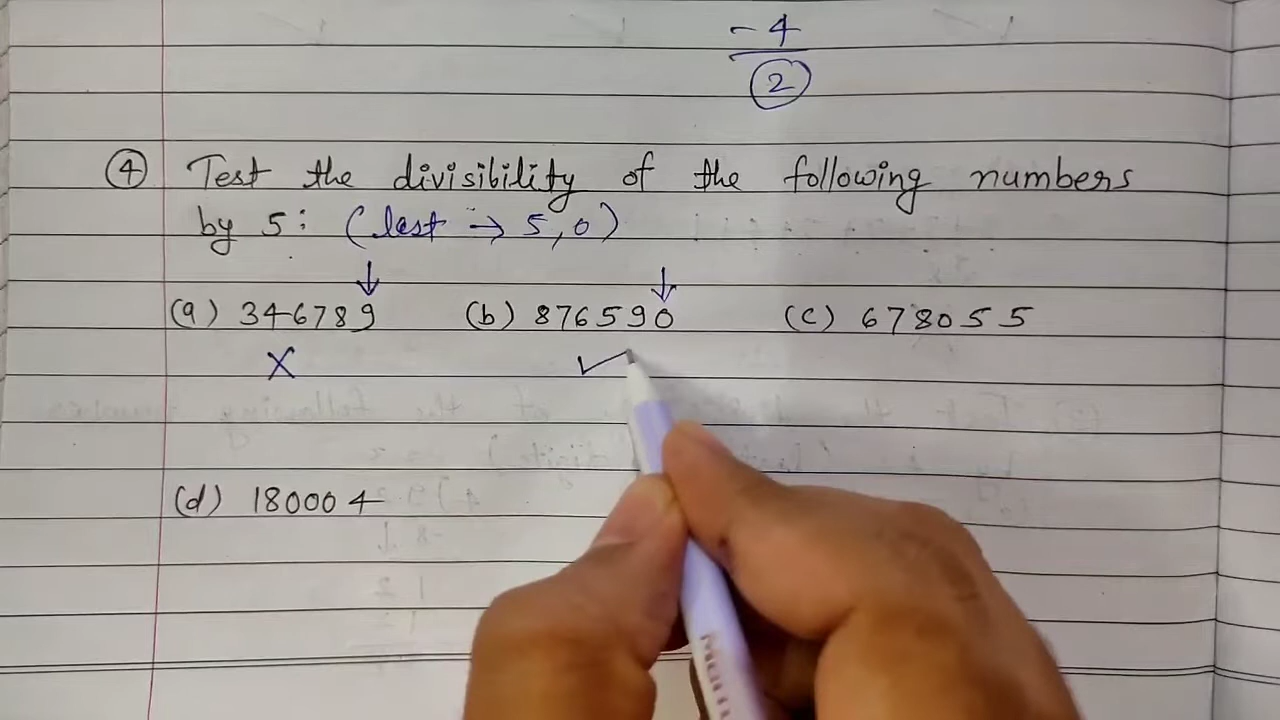 - 4
2
④ Test the divisibility of the following numbers
by 5: (last → 5,0)
(a) 346789 (b) 876590 (c) 678055
(d) 180004